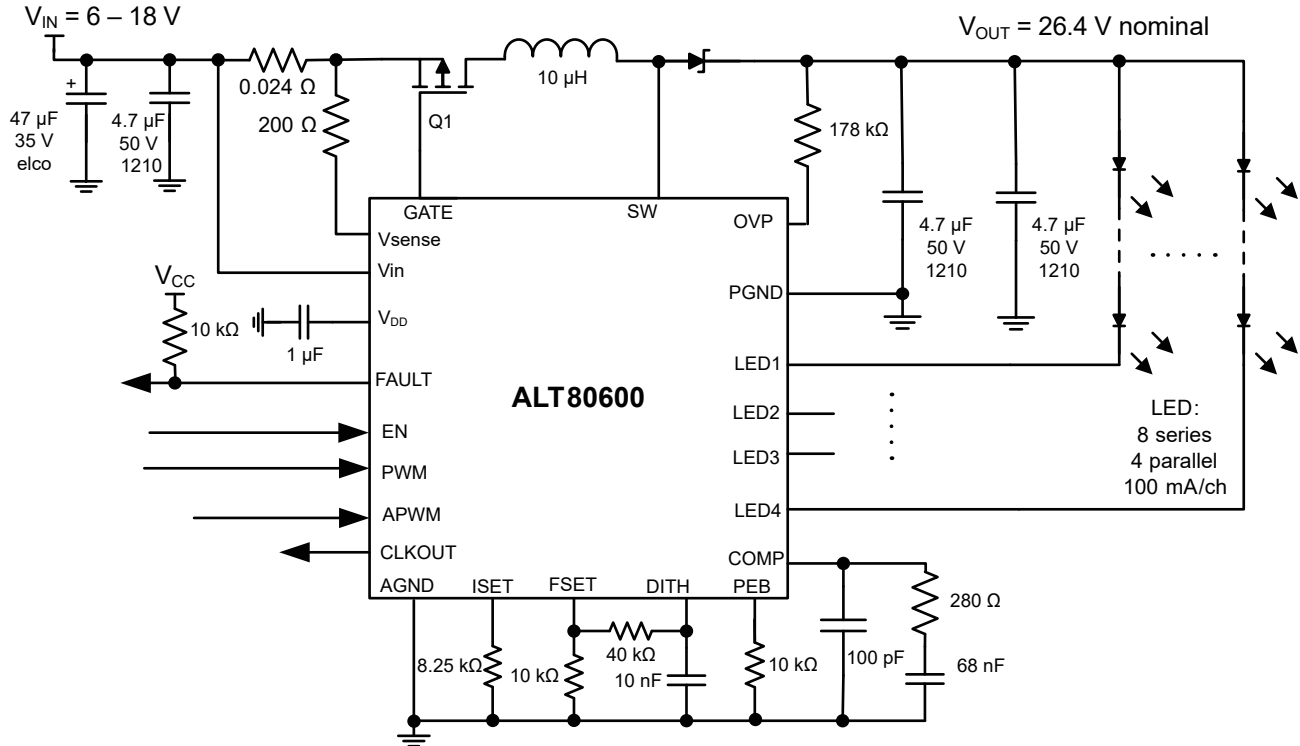 V_IN = 6 – 18 V
V_OUT = 26.4 V nominal
+
47 µF
35 V
elco
4.7 µF
50 V
1210
0.024 Ω
200 Ω
Q1
10 µH
178 kΩ
4.7 µF
50 V
1210
4.7 µF
50 V
1210
GATE
SW
OVP
Vsense
Vin
V_CC
10 kΩ
V_DD
1 µF
PGND
FAULT
ALT80600
LED1
LED2
LED3
LED4
LED:
8 series
4 parallel
100 mA/ch
EN
PWM
APWM
CLKOUT
COMP
AGND
ISET
FSET
DITH
PEB
8.25 kΩ
10 kΩ
40 kΩ
10 nF
10 kΩ
100 pF
280 Ω
68 nF